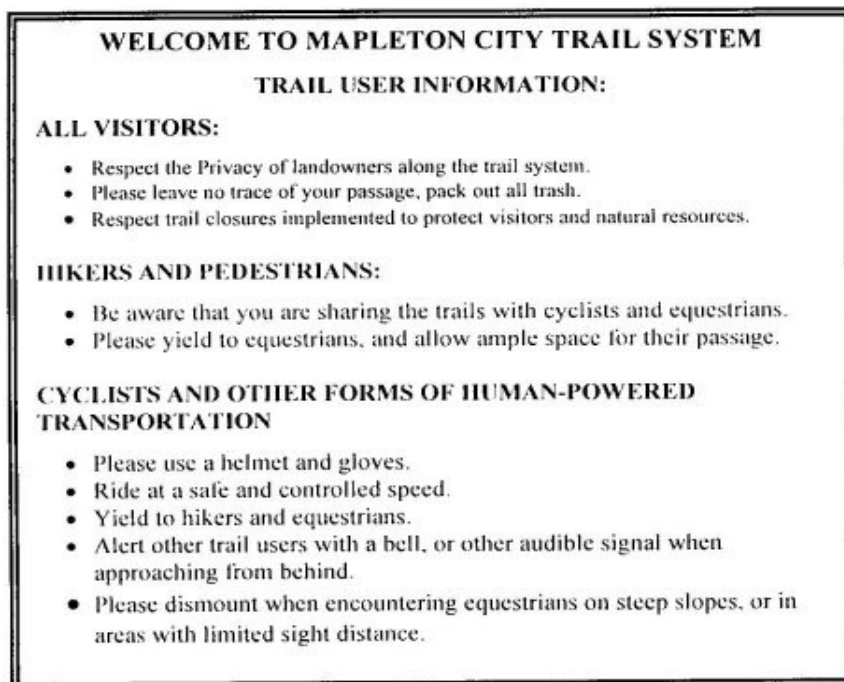 WELCOME TO MAPLETON CITY TRAIL SYSTEM
TRAIL USER INFORMATION:
ALL VISITORS:
• Respect the Privacy of landowners along the trail system.
• Please leave no trace of your passage, pack out all trash.
• Respect trail closures implemented to protect visitors and natural resources.
HIKERS AND PEDESTRIANS:
• Be aware that you are sharing the trails with cyclists and equestrians.
• Please yield to equestrians, and allow ample space for their passage.
CYCLISTS AND OTHER FORMS OF HUMAN-POWERED
TRANSPORTATION
• Please use a helmet and gloves.
• Ride at a safe and controlled speed.
• Yield to hikers and equestrians.
• Alert other trail users with a bell, or other audible signal when
approaching from behind.
• Please dismount when encountering equestrians on steep slopes, or in
areas with limited sight distance.